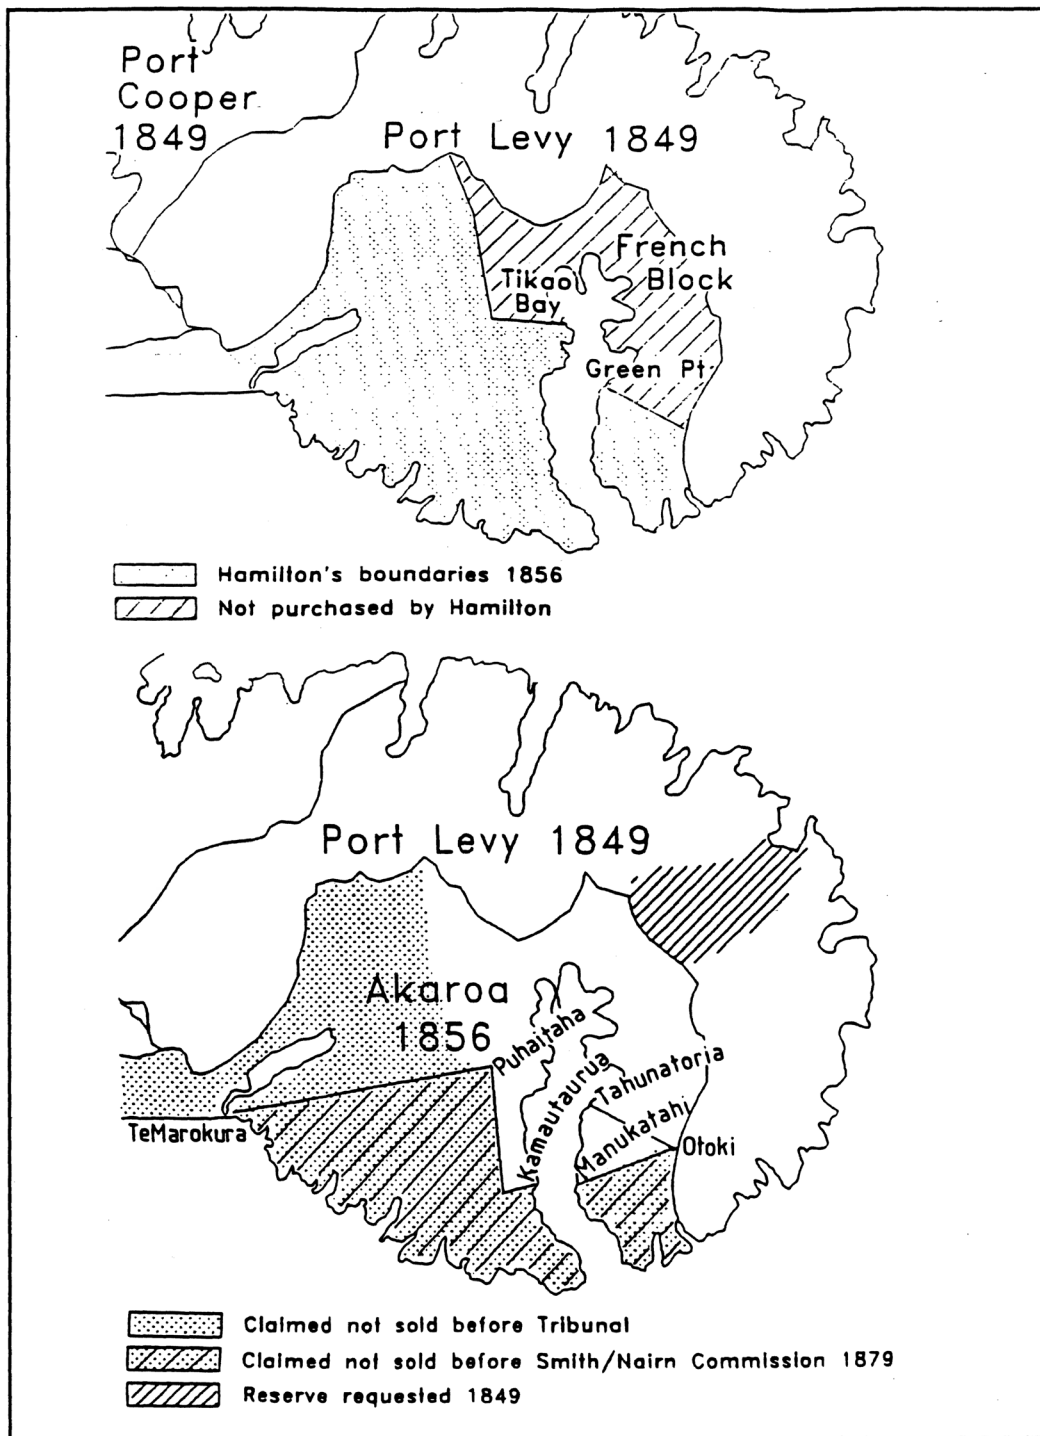 Port
Cooper
1849
Port Levy 1849
French
Block
Tikao
Bay
Green Pt.
Hamilton's boundaries 1856
Not purchased by Hamilton
Port Levy 1849
Akaroa
1856
Puhaitaha
Kamautaurua
Tahunatoria
Manukatahi
Otoki
TeMarokura
Claimed not sold before Tribunal
Claimed not sold before Smith/Nairn Commission 1879
Reserve requested 1849